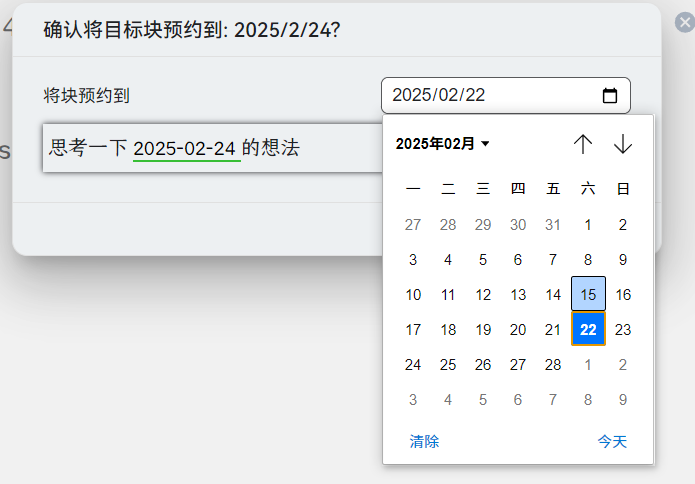 确认将目标块预约到: 2025/2/24?
将块预约到
2025/02/22
思考一下 2025-02-24 的想法
2025年02月
一 二 三 四 五 六 日
27 28 29 30 31 1 2
3 4 5 6 7 8 9
10 11 12 13 14 15 16
17 18 19 20 21 22 23
24 25 26 27 28 1 2
3 4 5 6 7 8 9
清除 今天